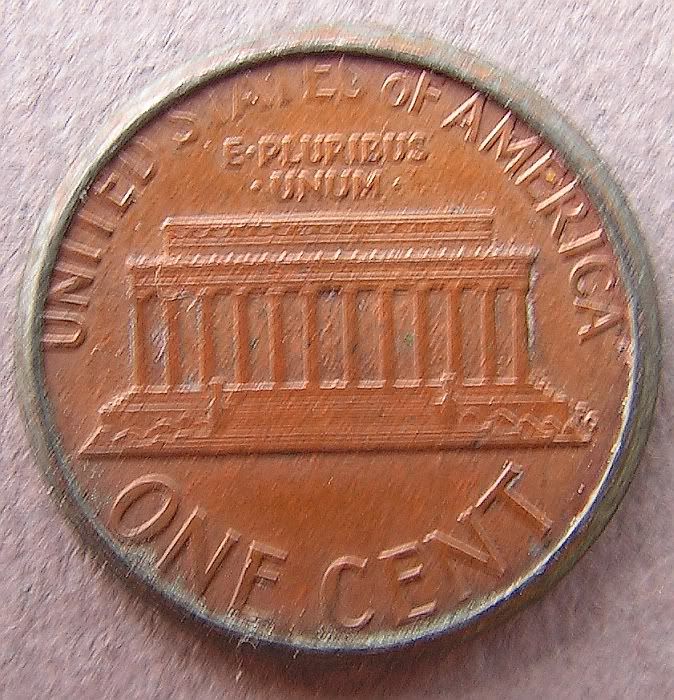 UNITED STATES OF AMERICA
E·PLURIBUS
·UNUM·
ONE CENT